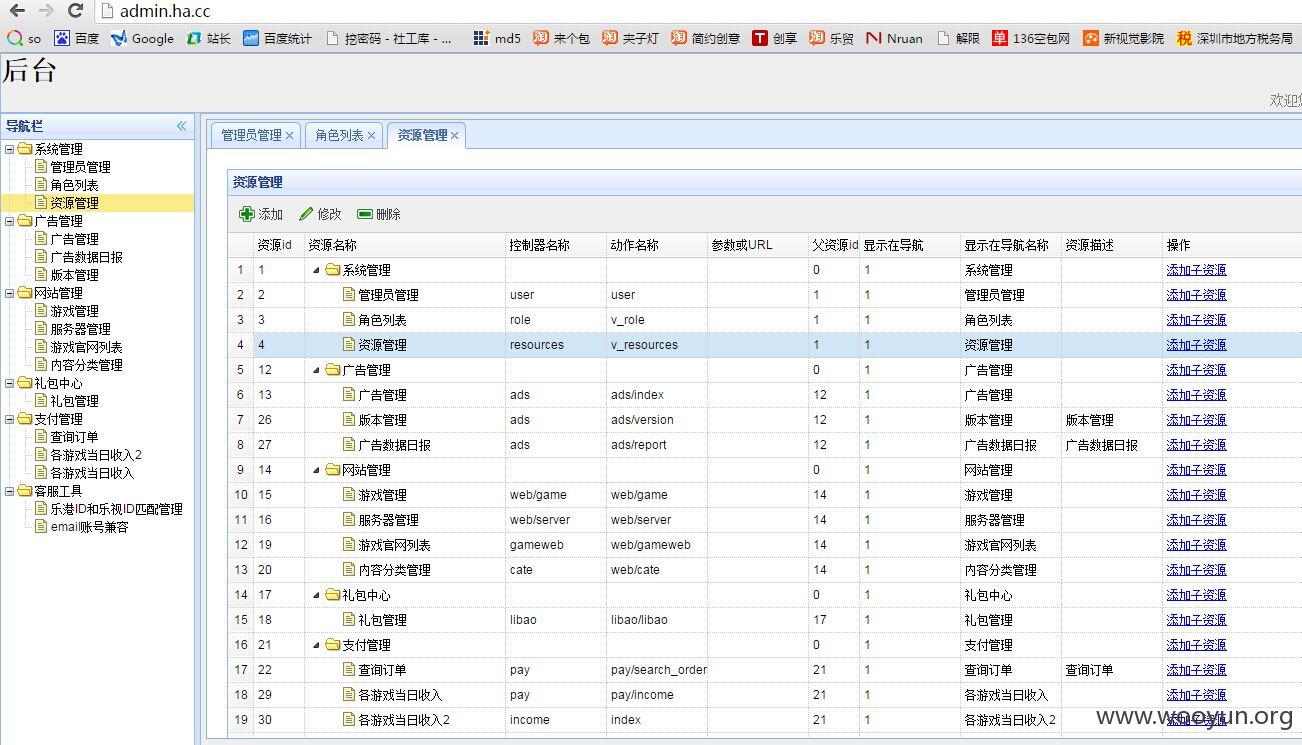 admin.ha.cc
so 百度 Google 站长 百度统计 挖密码 - 社工库 - ... md5 来个包 夹子灯 简约创意 创享 乐贸 Nruan 解限 136空包网 新视觉影院 深圳市地方税务局
后台
欢迎
导航栏
管理员管理 角色列表 资源管理
系统管理
管理员管理
角色列表
资源管理
广告管理
广告管理
广告数据日报
版本管理
网站管理
游戏管理
服务器管理
游戏官网列表
内容分类管理
礼包中心
礼包管理
支付管理
查询订单
各游戏当日收入2
各游戏当日收入
客服工具
乐港ID和乐视ID匹配管理
email账号兼容
资源管理
添加 修改 删除
资源id 资源名称 控制器名称 动作名称 参数或URL 父资源id 显示在导航 显示在导航名称 资源描述 操作
1 1 系统管理 0 1 系统管理 添加子资源
2 2 管理员管理 user user 1 1 管理员管理 添加子资源
3 3 角色列表 role v_role 1 1 角色列表 添加子资源
4 4 资源管理 resources v_resources 1 1 资源管理 添加子资源
5 12 广告管理 0 1 广告管理 添加子资源
6 13 广告管理 ads ads/index 12 1 广告管理 添加子资源
7 26 版本管理 ads ads/version 12 1 版本管理 版本管理 添加子资源
8 27 广告数据日报 ads ads/report 12 1 广告数据日报 广告数据日报 添加子资源
9 14 网站管理 0 1 网站管理 添加子资源
10 15 游戏管理 web/game web/game 14 1 游戏管理 添加子资源
11 16 服务器管理 web/server web/server 14 1 服务器管理 添加子资源
12 19 游戏官网列表 gameweb web/gameweb 14 1 游戏官网列表 添加子资源
13 20 内容分类管理 cate web/cate 14 1 内容分类管理 添加子资源
14 17 礼包中心 0 1 礼包中心 添加子资源
15 18 礼包管理 libao libao/libao 17 1 礼包管理 添加子资源
16 21 支付管理 0 1 支付管理 添加子资源
17 22 查询订单 pay pay/search_order 21 1 查询订单 查询订单 添加子资源
18 29 各游戏当日收入 pay pay/income 21 1 各游戏当日收入 添加子资源
19 30 各游戏当日收入2 income index 21 1 各游戏当日收入2 添加子资源
www.wooyun.org